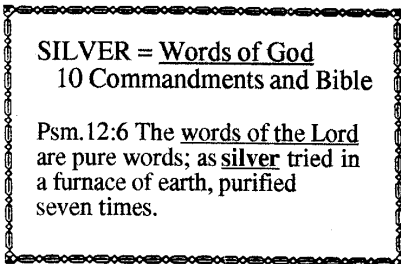 SILVER = Words of God
10 Commandments and Bible
Psm.12:6 The words of the Lord
are pure words; as silver tried in
a furnace of earth, purified
seven times.